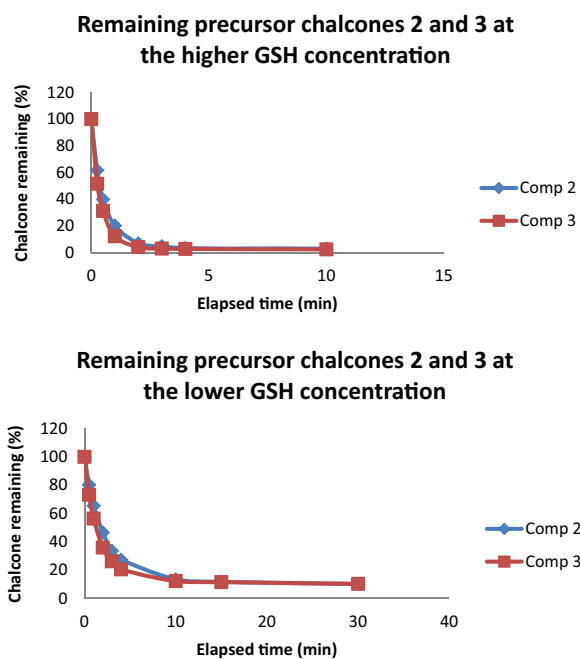 Remaining precursor chalcones 2 and 3 at
the higher GSH concentration
Chalcone remaining (%)
120
100
80
60
40
20
0
0
5
10
15
Elapsed time (min)
Comp 2
Comp 3
Remaining precursor chalcones 2 and 3 at
the lower GSH concentration
Chalcone remaining (%)
120
100
80
60
40
20
0
0
10
20
30
40
Elapsed time (min)
Comp 2
Comp 3